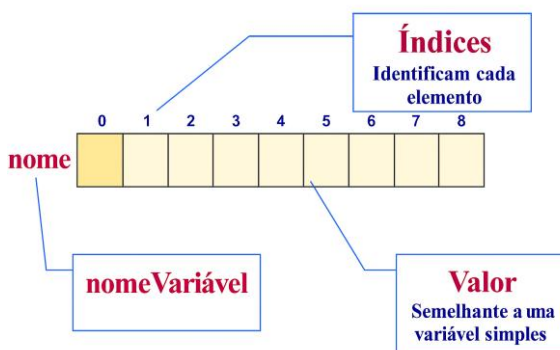 Índices
Identificam cada
elemento
0 1 2 3 4 5 6 7 8
nome
nomeVariável
Valor
Semelhante a uma
variável simples